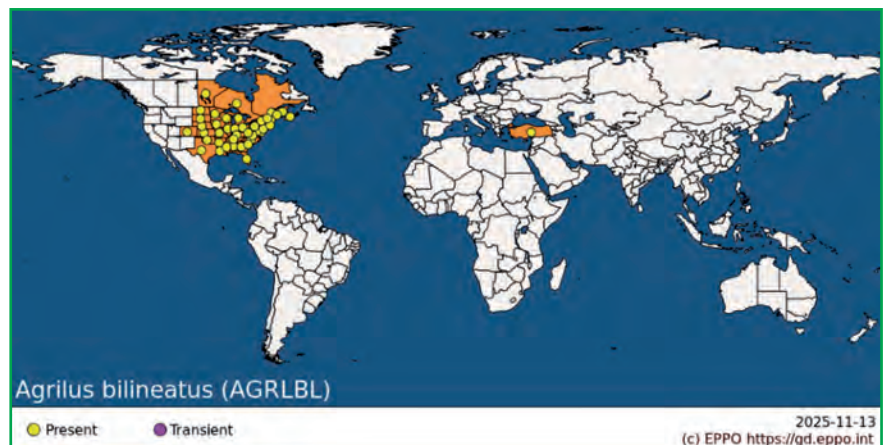 Agrilus bilineatus (AGRLBL)
Present
Transient
2025-11-13
(c) EPPO https://gd.eppo.int